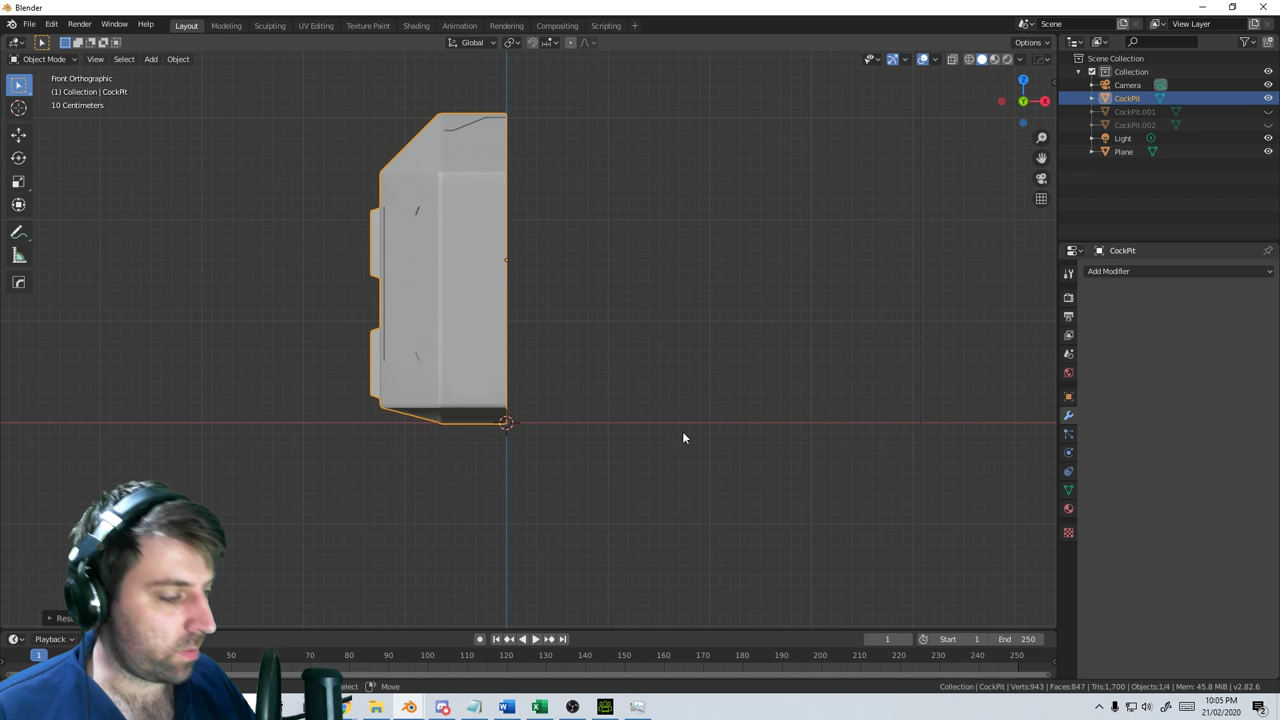 Blender
File Edit Render Window Help
Layout Modeling Sculpting UV Editing Texture Paint Shading Animation Rendering Compositing Scripting +
Scene
View Layer
Global
Options
Object Mode View Select Add Object
Front Orthographic
(1) Collection | CockPit
10 Centimeters
Z
Y
X
Scene Collection
Collection
Camera
CockPit
CockPit.001
CockPit.002
Light
Plane
CockPit
Add Modifier
Playback
1
Start 1
End 250
1 50 60 70 80 90 100 110 120 130 140 150 160 170 180 190 200 210 220 230 240 250
Move
Collection | CockPit | Verts:943 | Faces:847 | Tris:1,700 | Objects:1/4 | Mem: 45.8 MiB | v2.82.6
10:05 PM
21/02/2020